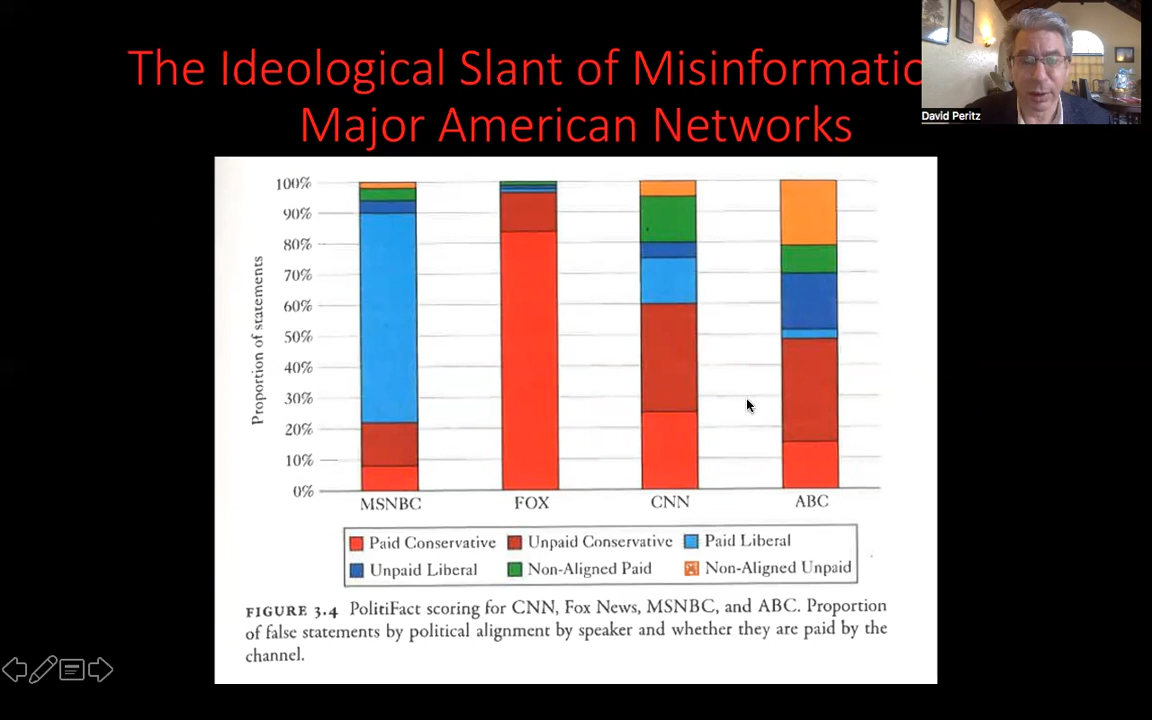 The Ideological Slant of Misinformatio
Major American Networks
David Peritz
100%
90%
80%
70%
60%
50%
40%
30%
20%
10%
0%
Proportion of statements
MSNBC
FOX
CNN
ABC
Paid Conservative
Unpaid Conservative
Paid Liberal
Unpaid Liberal
Non-Aligned Paid
Non-Aligned Unpaid
FIGURE 3.4 PolitiFact scoring for CNN, Fox News, MSNBC, and ABC. Proportion
of false statements by political alignment by speaker and whether they are paid by the
channel.